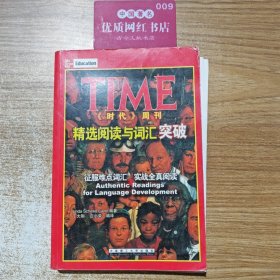 009
优质网红书店
Education
TIME
《时代》周刊
精选阅读与词汇突破
征服难点词汇 实战全真阅读
Authentic Readings
for Language Development